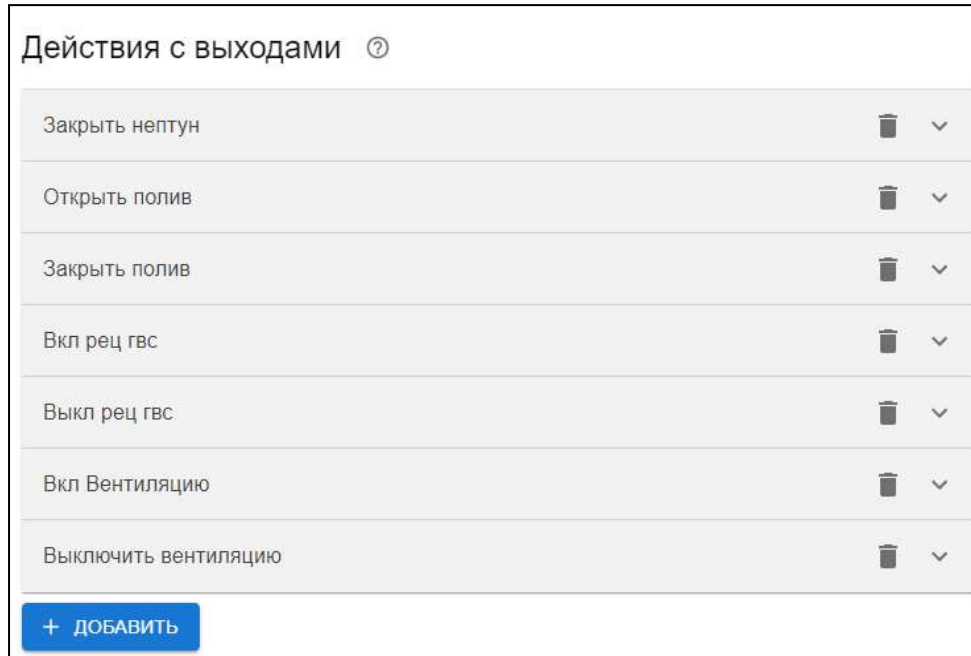 Действия с выходами
Закрыть нептун
Открыть полив
Закрыть полив
Вкл рец гвс
Выкл рец гвс
Вкл Вентиляцию
Выключить вентиляцию
+ ДОБАВИТЬ